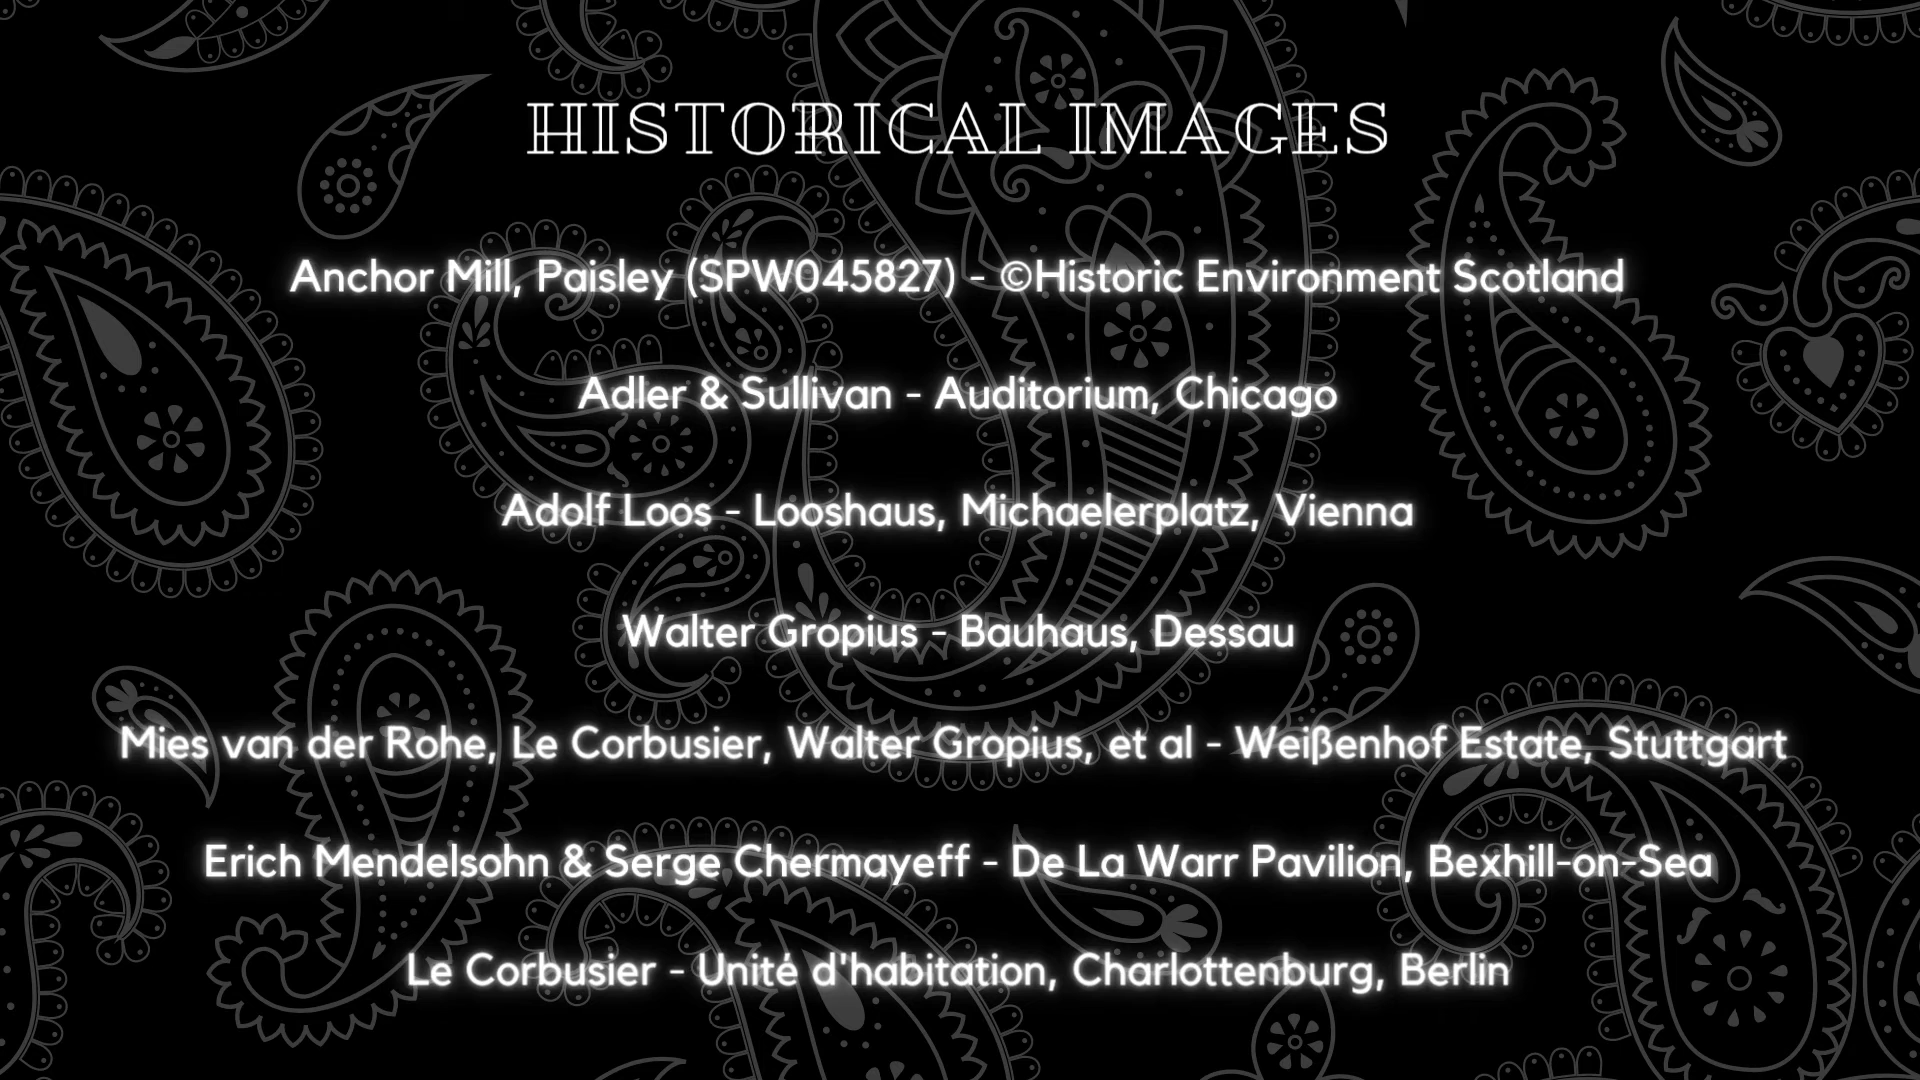 HISTORICAL IMAGES
Anchor Mill, Paisley (SPW045827) - ©Historic Environment Scotland
Adler & Sullivan - Auditorium, Chicago
Adolf Loos - Looshaus, Michaelerplatz, Vienna
Walter Gropius - Bauhaus, Dessau
Mies van der Rohe, Le Corbusier, Walter Gropius, et al - Weißenhof Estate, Stuttgart
Erich Mendelsohn & Serge Chermayeff - De La Warr Pavilion, Bexhill-on-Sea
Le Corbusier - Unité d'habitation, Charlottenburg, Berlin